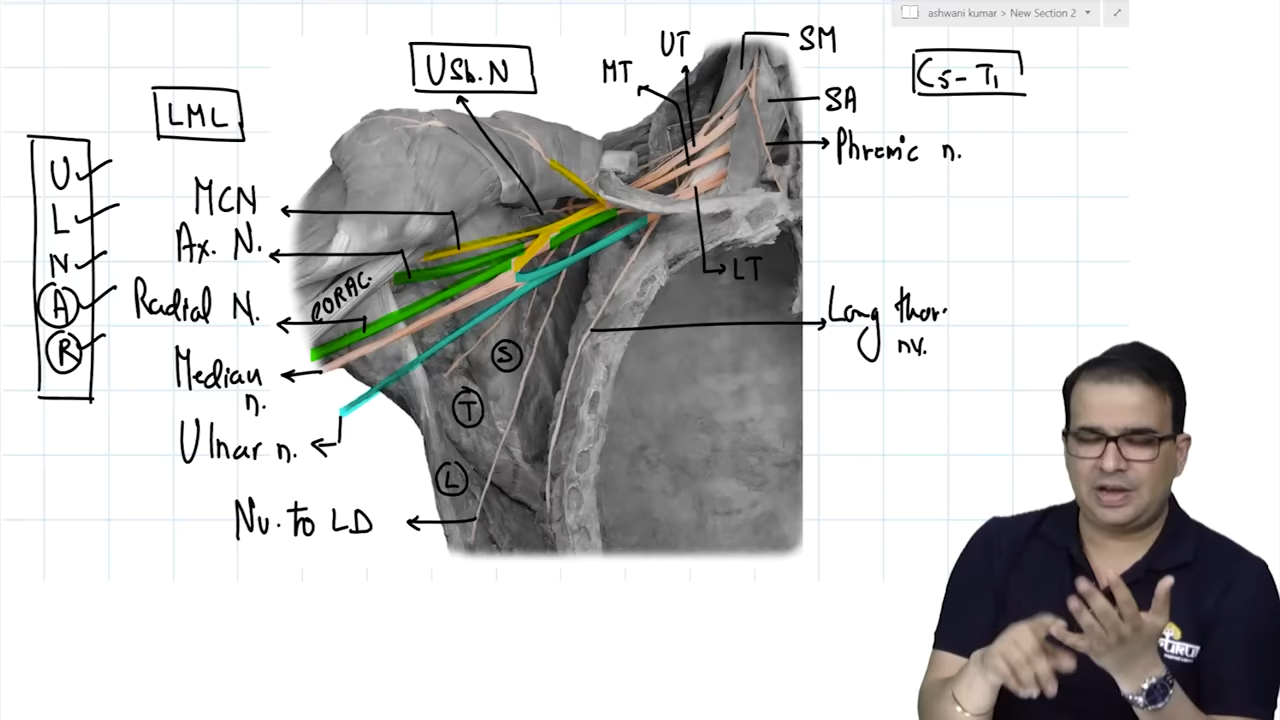 ashwani kumar > New Section 2
USb. N
UT
SM
MT
C5-T1
LML
SA
Phrenic n.
U
L
N
A
R
MCN
Ax. N.
CORAC.
Radial N.
LT
Long thor.
nv.
Median
n.
S
T
Ulnar n.
L
Nv. to LD
GURU